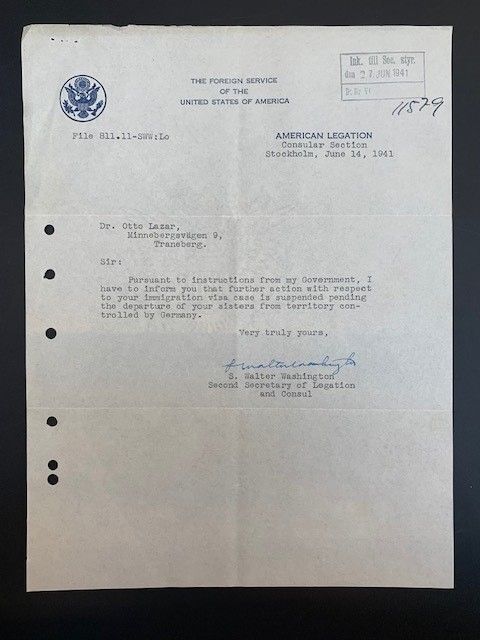 THE FOREIGN SERVICE
OF THE
UNITED STATES OF AMERICA
Ink. till Soc. styr.
den 27. JUN 1941
11579
File 811.11-SWW:Lo
AMERICAN LEGATION
Consular Section
Stockholm, June 14, 1941
Dr. Otto Lazar,
Minnebergsvägen 9,
Traneberg.
Sir:
Pursuant to instructions from my Government, I
have to inform you that further action with respect
to your immigration visa case is suspended pending
the departure of your sisters from territory con-
trolled by Germany.
Very truly yours,
S. Walter Washington
S. Walter Washington
Second Secretary of Legation
and Consul